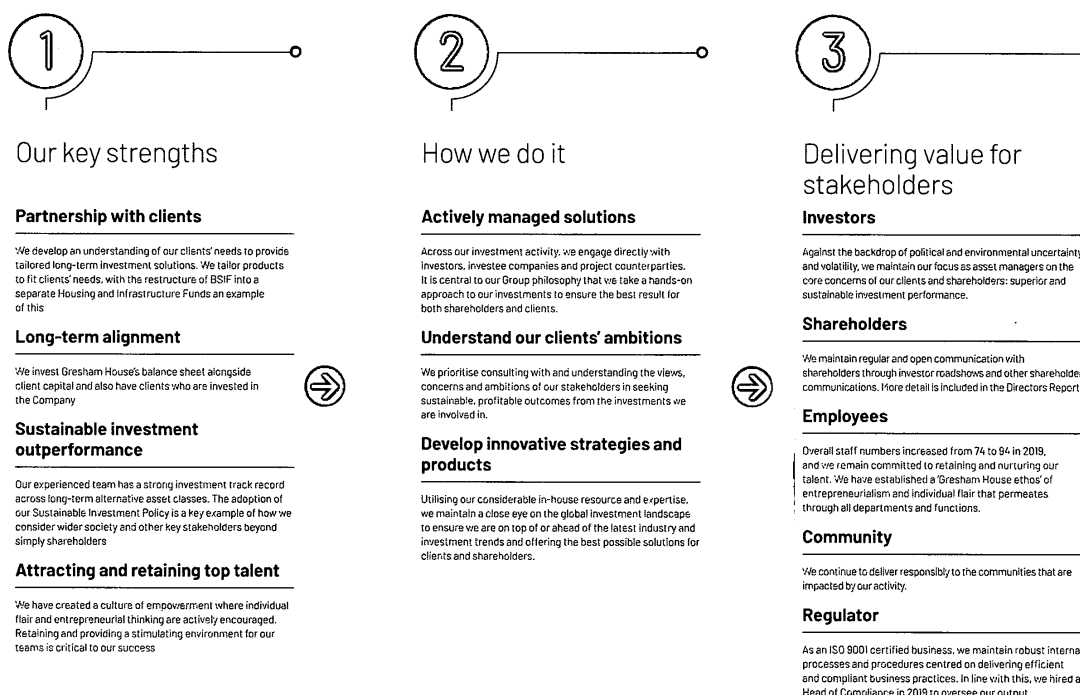 1
Our key strengths
Partnership with clients
We develop an understanding of our clients' needs to provide
tailored long-term investment solutions. We tailor products
to fit clients' needs, with the restructure of BSIF into a
separate Housing and Infrastructure Funds an example
of this
Long-term alignment
We invest Gresham House's balance sheet alongside
client capital and also have clients who are invested in
the Company
Sustainable investment
outperformance
Our experienced team has a strong investment track record
across long-term alternative asset classes. The adoption of
our Sustainable Investment Policy is a key example of how we
consider wider society and other key stakeholders beyond
simply shareholders
Attracting and retaining top talent
We have created a culture of empowerment where individual
flair and entrepreneurial thinking are actively encouraged.
Retaining and providing a stimulating environment for our
teams is critical to our success
2
How we do it
Actively managed solutions
Across our investment activity, we engage directly with
investors, investee companies and project counterparties.
It is central to our Group philosophy that we take a hands-on
approach to our investments to ensure the best result for
both shareholders and clients.
Understand our clients' ambitions
We prioritise consulting with and understanding the views,
concerns and ambitions of our stakeholders in seeking
sustainable, profitable outcomes from the investments we
are involved in.
Develop innovative strategies and
products
Utilising our considerable in-house resource and expertise,
we maintain a close eye on the global investment landscape
to ensure we are on top of or ahead of the latest industry and
investment trends and offering the best possible solutions for
clients and shareholders.
3
Delivering value for
stakeholders
Investors
Against the backdrop of political and environmental uncertainty
and volatility, we maintain our focus as asset managers on the
core concerns of our clients and shareholders: superior and
sustainable investment performance.
Shareholders
We maintain regular and open communication with
shareholders through investor roadshows and other shareholder
communications. More detail is included in the Directors Report
Employees
Overall staff numbers increased from 74 to 94 in 2019,
and we remain committed to retaining and nurturing our
talent. We have established a 'Gresham House ethos' of
entrepreneurialism and individual flair that permeates
through all departments and functions.
Community
We continue to deliver responsibly to the communities that are
impacted by our activity.
Regulator
As an ISO 9001 certified business, we maintain robust interna
processes and procedures centred on delivering efficient
and compliant business practices. In line with this, we hired a
Head of Compliance in 2019 to oversee our output